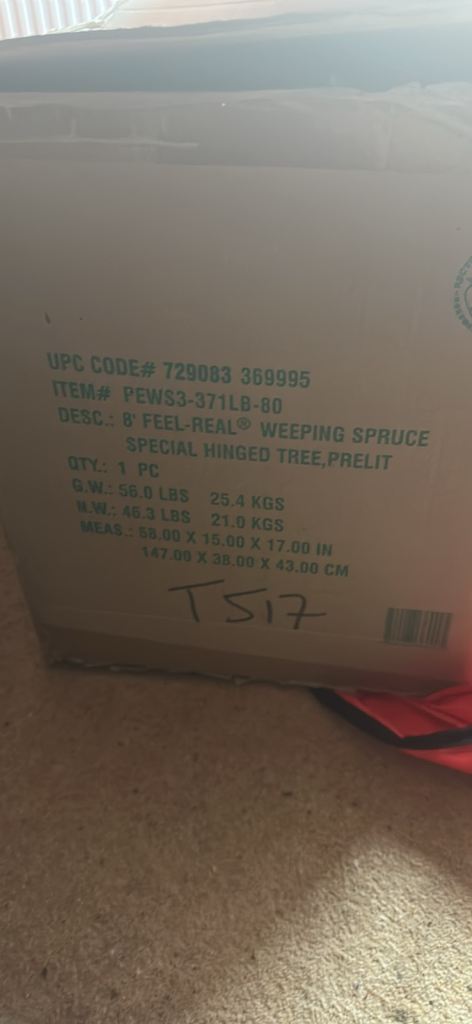 UPC CODE# 729083 369995
ITEM# PEWS3-371LB-80
DESC.: 8' FEEL-REAL® WEEPING SPRUCE
SPECIAL HINGED TREE,PRELIT
QTY.: 1 PC
G.W.: 56.0 LBS 25.4 KGS
N.W.: 46.3 LBS 21.0 KGS
MEAS.: 58.00 X 15.00 X 17.00 IN
147.00 X 38.00 X 43.00 CM
T517